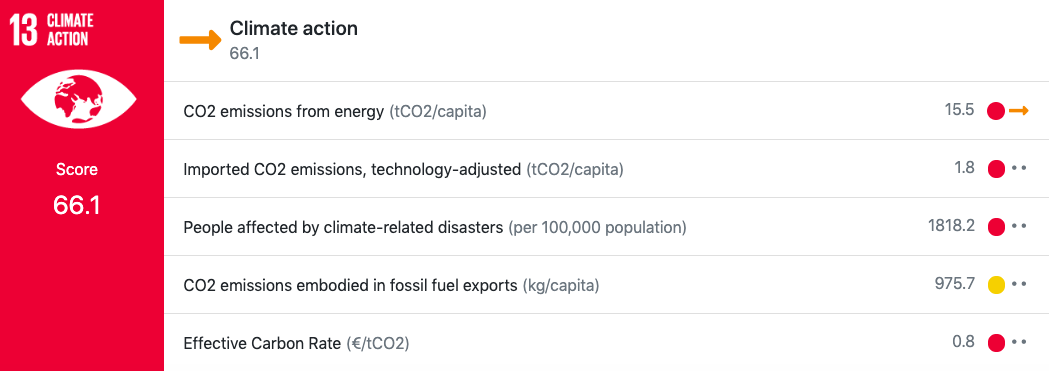 13 CLIMATE
ACTION
Score
66.1
Climate action
66.1
CO2 emissions from energy (tCO2/capita) 15.5
Imported CO2 emissions, technology-adjusted (tCO2/capita) 1.8
People affected by climate-related disasters (per 100,000 population) 1818.2
CO2 emissions embodied in fossil fuel exports (kg/capita) 975.7
Effective Carbon Rate (€/tCO2) 0.8